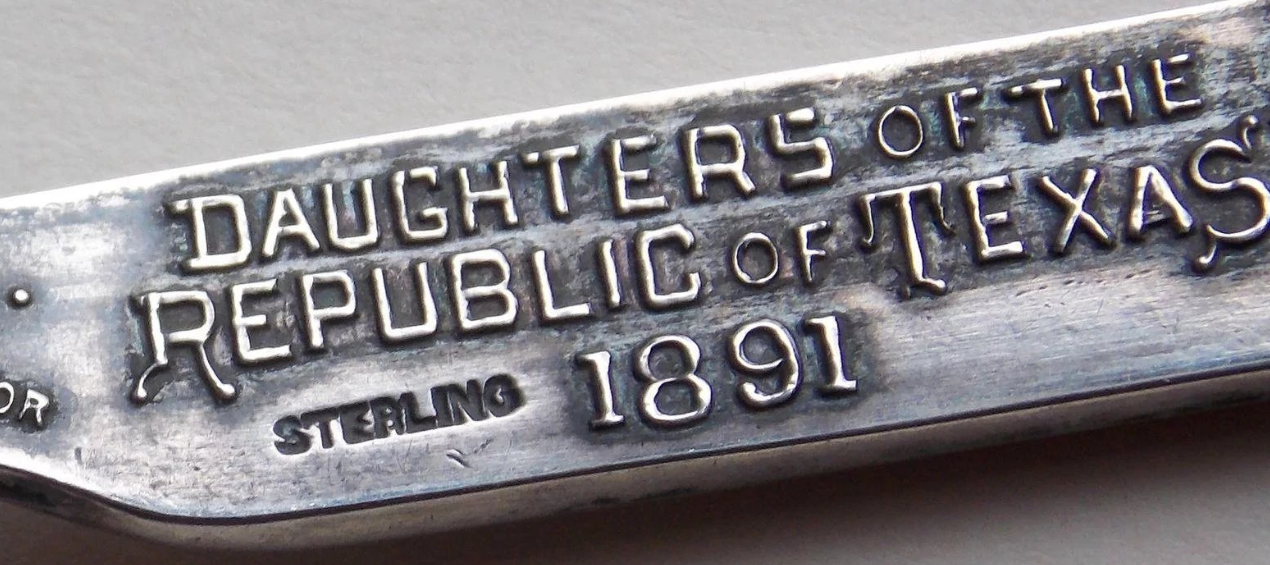 DAUGHTERS OF THE
REPUBLIC OF TEXAS
STERLING 1891